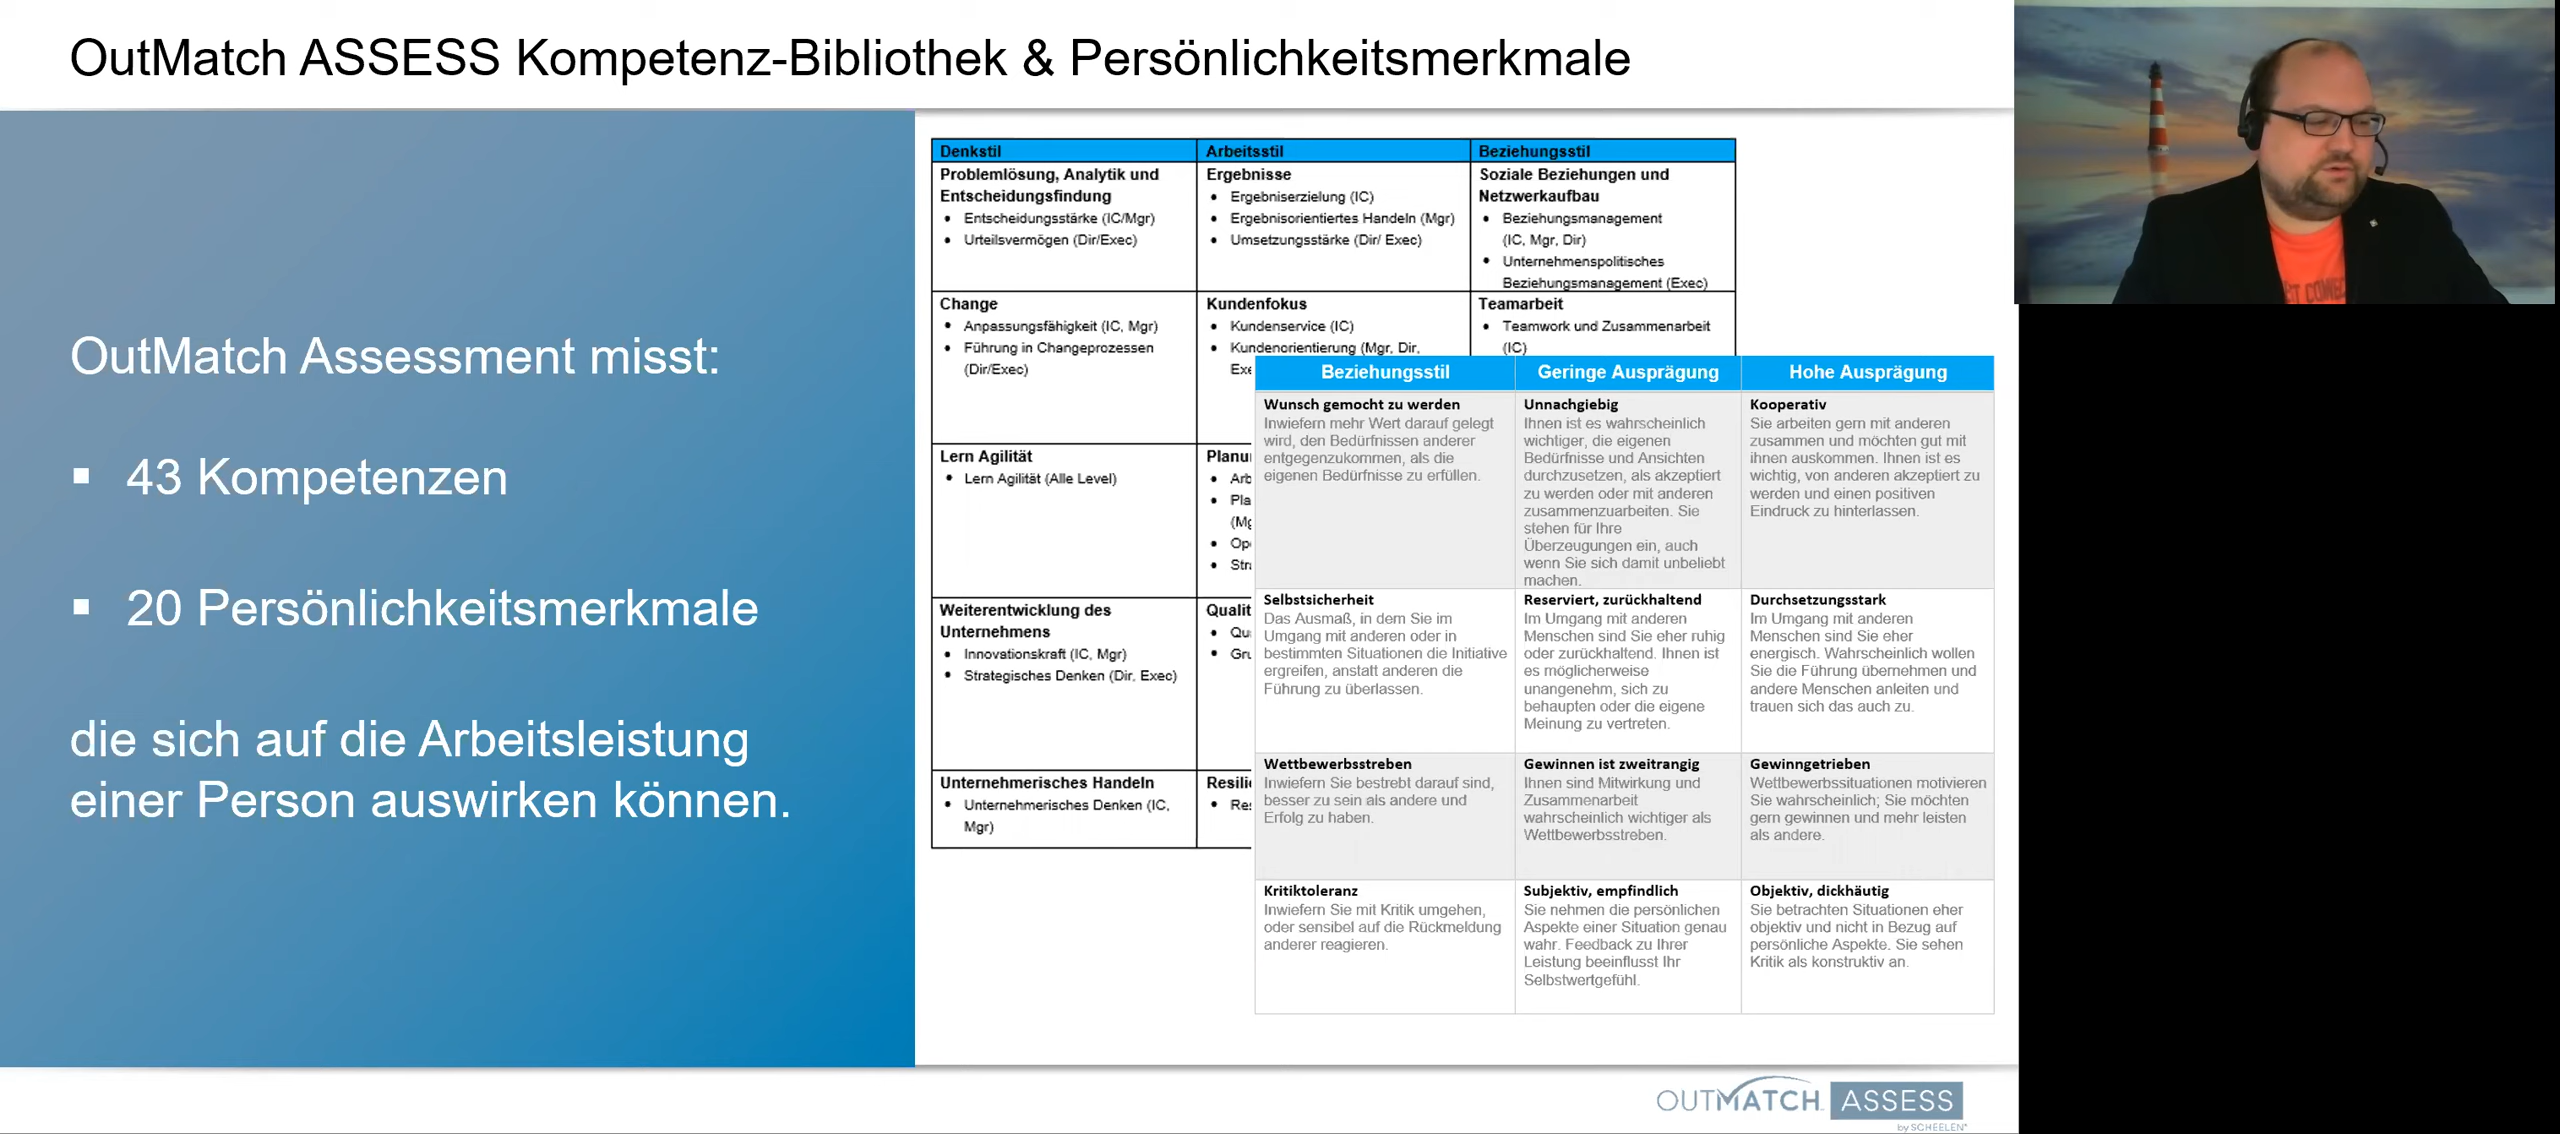 OutMatch ASSESS Kompetenz-Bibliothek & Persönlichkeitsmerkmale
OutMatch Assessment misst:
▪ 43 Kompetenzen
▪ 20 Persönlichkeitsmerkmale
die sich auf die Arbeitsleistung
einer Person auswirken können.
Denkstil
Problemlösung, Analytik und
Entscheidungsfindung
• Entscheidungsstärke (IC/Mgr)
• Urteilsvermögen (Dir/Exec)
Change
• Anpassungsfähigkeit (IC, Mgr)
• Führung in Changeprozessen
(Dir/Exec)
Lern Agilität
• Lern Agilität (Alle Level)
Weiterentwicklung des
Unternehmens
• Innovationskraft (IC, Mgr)
• Strategisches Denken (Dir, Exec)
Unternehmerisches Handeln
• Unternehmerisches Denken (IC,
Mgr)
Arbeitsstil
Ergebnisse
• Ergebniserzielung (IC)
• Ergebnisorientiertes Handeln (Mgr)
• Umsetzungsstärke (Dir/ Exec)
Kundenfokus
• Kundenservice (IC)
• Kundenorientierung (Mgr, Dir,
Beziehungsstil
Soziale Beziehungen und
Netzwerkaufbau
• Beziehungsmanagement
(IC, Mgr, Dir)
• Unternehmenspolitisches
Beziehungsmanagement (Exec)
Teamarbeit
• Teamwork und Zusammenarbeit
(IC)
Beziehungsstil
Geringe Ausprägung
Hohe Ausprägung
Wunsch gemocht zu werden
Inwiefern mehr Wert darauf gelegt
wird, den Bedürfnissen anderer
entgegenzukommen, als die
eigenen Bedürfnisse zu erfüllen.
Unnachgiebig
Ihnen ist es wahrscheinlich
wichtiger, die eigenen
Bedürfnisse und Ansichten
durchzusetzen, als akzeptiert
zu werden oder mit anderen
zusammenzuarbeiten. Sie
stehen für Ihre
Überzeugungen ein, auch
wenn Sie sich damit unbeliebt
machen.
Kooperativ
Sie arbeiten gern mit anderen
zusammen und möchten gut mit
ihnen auskommen. Ihnen ist es
wichtig, von anderen akzeptiert zu
werden und einen positiven
Eindruck zu hinterlassen.
Selbstsicherheit
Das Ausmaß, in dem Sie im
Umgang mit anderen oder in
bestimmten Situationen die Initiative
ergreifen, anstatt anderen die
Führung zu überlassen.
Reserviert, zurückhaltend
Im Umgang mit anderen
Menschen sind Sie eher ruhig
oder zurückhaltend. Ihnen ist
es möglicherweise
unangenehm, sich zu
behaupten oder die eigene
Meinung zu vertreten.
Durchsetzungsstark
Im Umgang mit anderen
Menschen sind Sie eher
energisch. Wahrscheinlich wollen
Sie die Führung übernehmen und
andere Menschen anleiten und
trauen sich das auch zu.
Wettbewerbsstreben
Inwiefern Sie bestrebt darauf sind,
besser zu sein als andere und
Erfolg zu haben.
Gewinnen ist zweitrangig
Ihnen sind Mitwirkung und
Zusammenarbeit
wahrscheinlich wichtiger als
Wettbewerbsstreben.
Gewinngetrieben
Wettbewerbssituationen motivieren
Sie wahrscheinlich; Sie möchten
gern gewinnen und mehr leisten
als andere.
Kritiktoleranz
Inwiefern Sie mit Kritik umgehen,
oder sensibel auf die Rückmeldung
anderer reagieren.
Subjektiv, empfindlich
Sie nehmen die persönlichen
Aspekte einer Situation genau
wahr. Feedback zu Ihrer
Leistung beeinflusst Ihr
Selbstwertgefühl.
Objektiv, dickhäutig
Sie betrachten Situationen eher
objektiv und nicht in Bezug auf
persönliche Aspekte. Sie sehen
Kritik als konstruktiv an.
OUTMATCH ASSESS
by SCHEELEN®